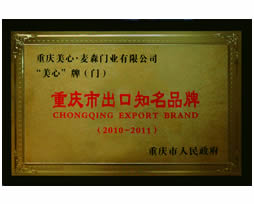 重庆美心·麦森门业有限公司
“美心”牌(门)
重庆市出口知名品牌
CHONGQING EXPORT BRAND
(2010-2011)
重庆市人民政府